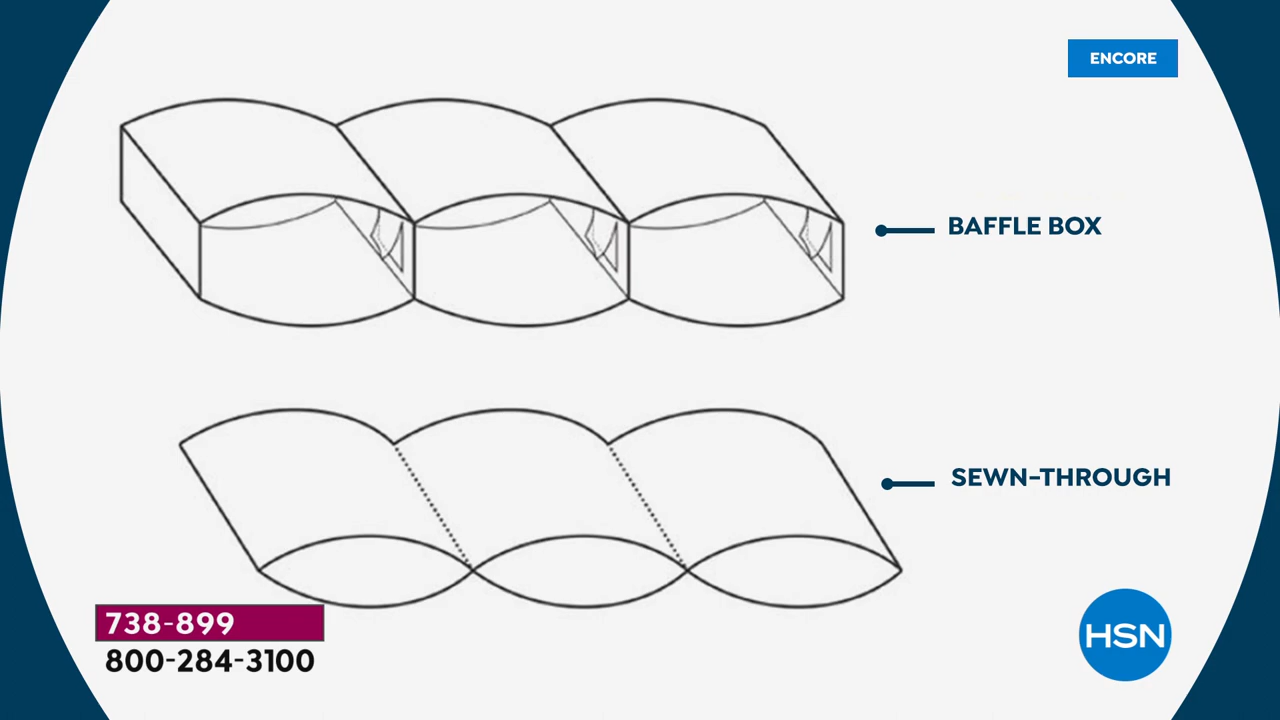 ENCORE
BAFFLE BOX
SEWN-THROUGH
738-899
800-284-3100
HSN